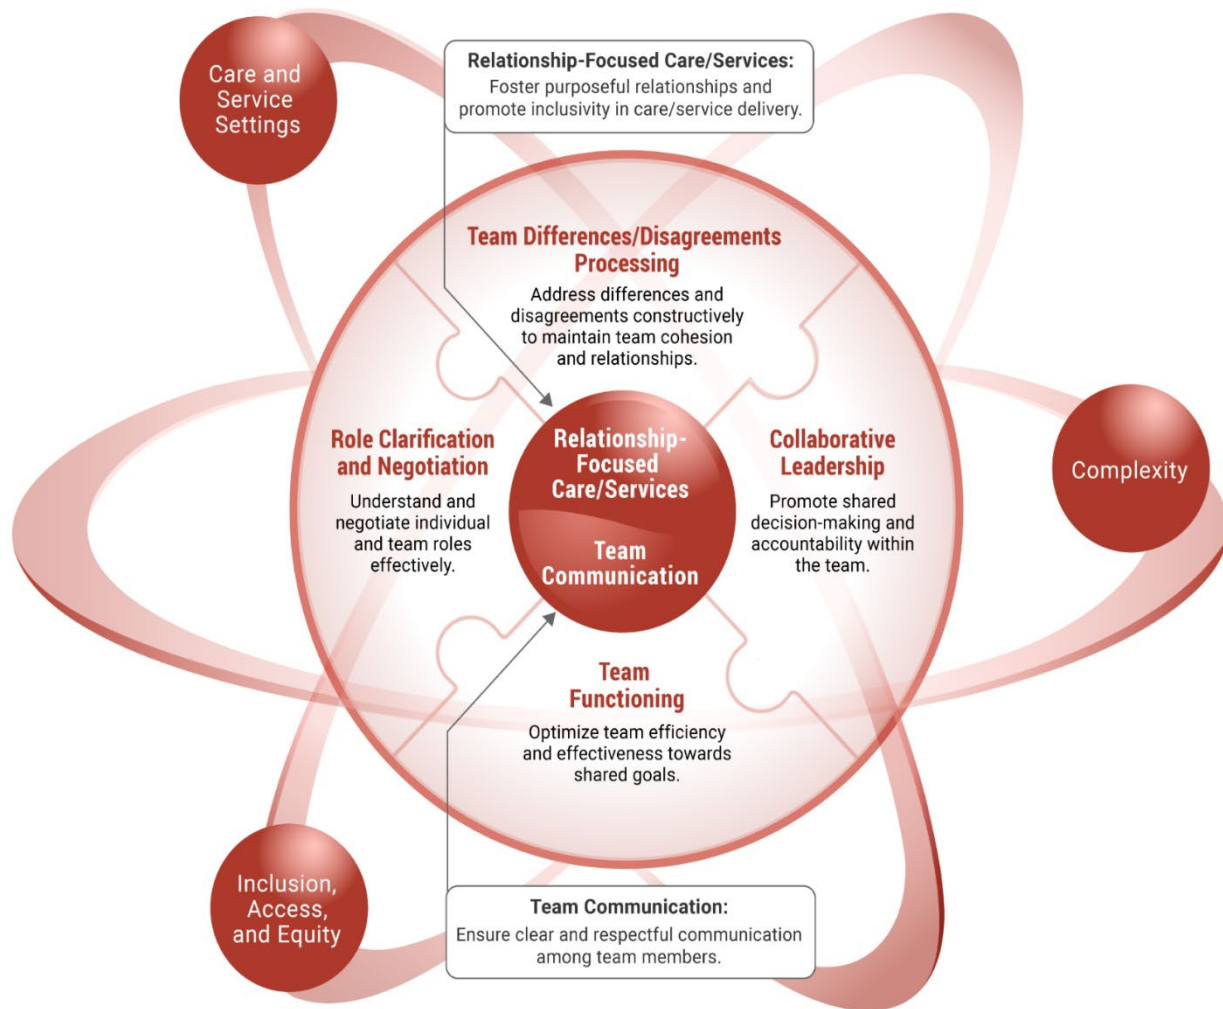 Care and
Service
Settings
Relationship-Focused Care/Services:
Foster purposeful relationships and
promote inclusivity in care/service delivery.
Team Differences/Disagreements
Processing
Address differences and
disagreements constructively
to maintain team cohesion
and relationships.
Role Clarification
and Negotiation
Understand and
negotiate individual
and team roles
effectively.
Relationship-
Focused
Care/Services
Team
Communication
Collaborative
Leadership
Promote shared
decision-making and
accountability within
the team.
Complexity
Team
Functioning
Optimize team efficiency
and effectiveness towards
shared goals.
Inclusion,
Access,
and Equity
Team Communication:
Ensure clear and respectful communication
among team members.